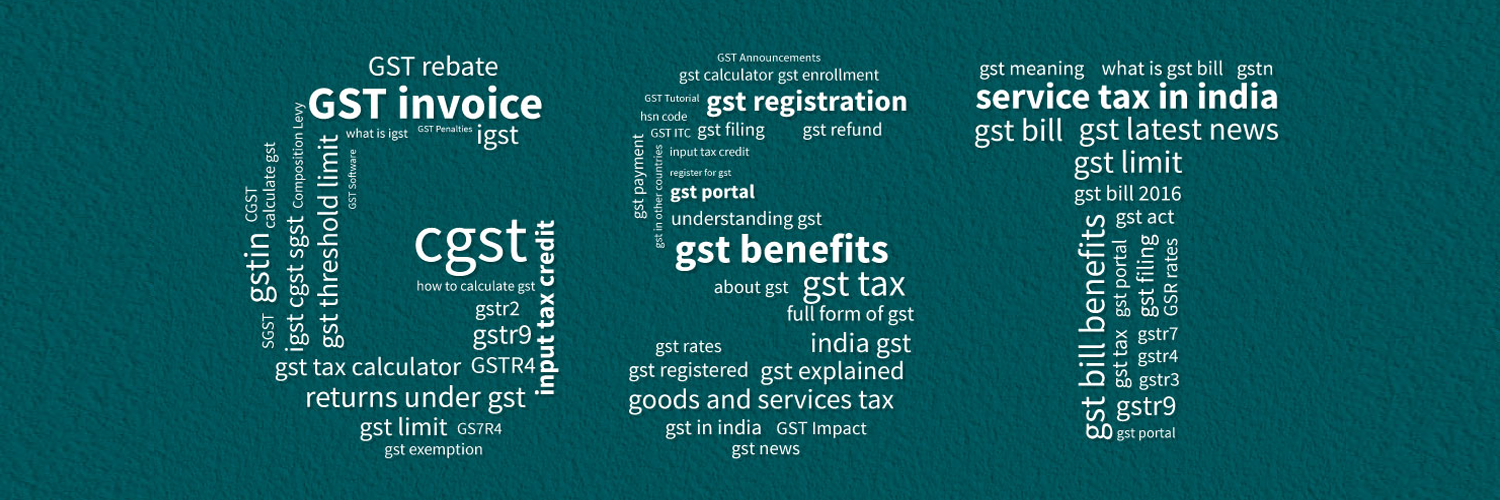 GST rebate
GST invoice
what is igst
GST Penalties
igst
Composition Levy
calculate gst
CGST
gst threshold limit
GST Software
gstin
igst cgst sgst
SGST
cgst
how to calculate gst
gstr2
gstr9
input tax credit
gst tax calculator
GSTR4
returns under gst
gst limit
GS7R4
gst exemption
GST Announcements
gst calculator gst enrollment
GST Tutorial
gst registration
hsn code
GST ITC
gst filing
gst refund
gst payment
gst in other countries
input tax credit
register for gst
gst portal
understanding gst
gst benefits
about gst
gst tax
full form of gst
gst rates
india gst
gst registered
gst explained
goods and services tax
gst in india
GST Impact
gst news
gst meaning
what is gst bill
gstn
service tax in india
gst bill
gst latest news
gst limit
gst bill 2016
gst bill benefits
gst act
gst portal
gst filing
GSR rates
gst tax
gstr7
gstr4
gstr3
gstr9
gst portal